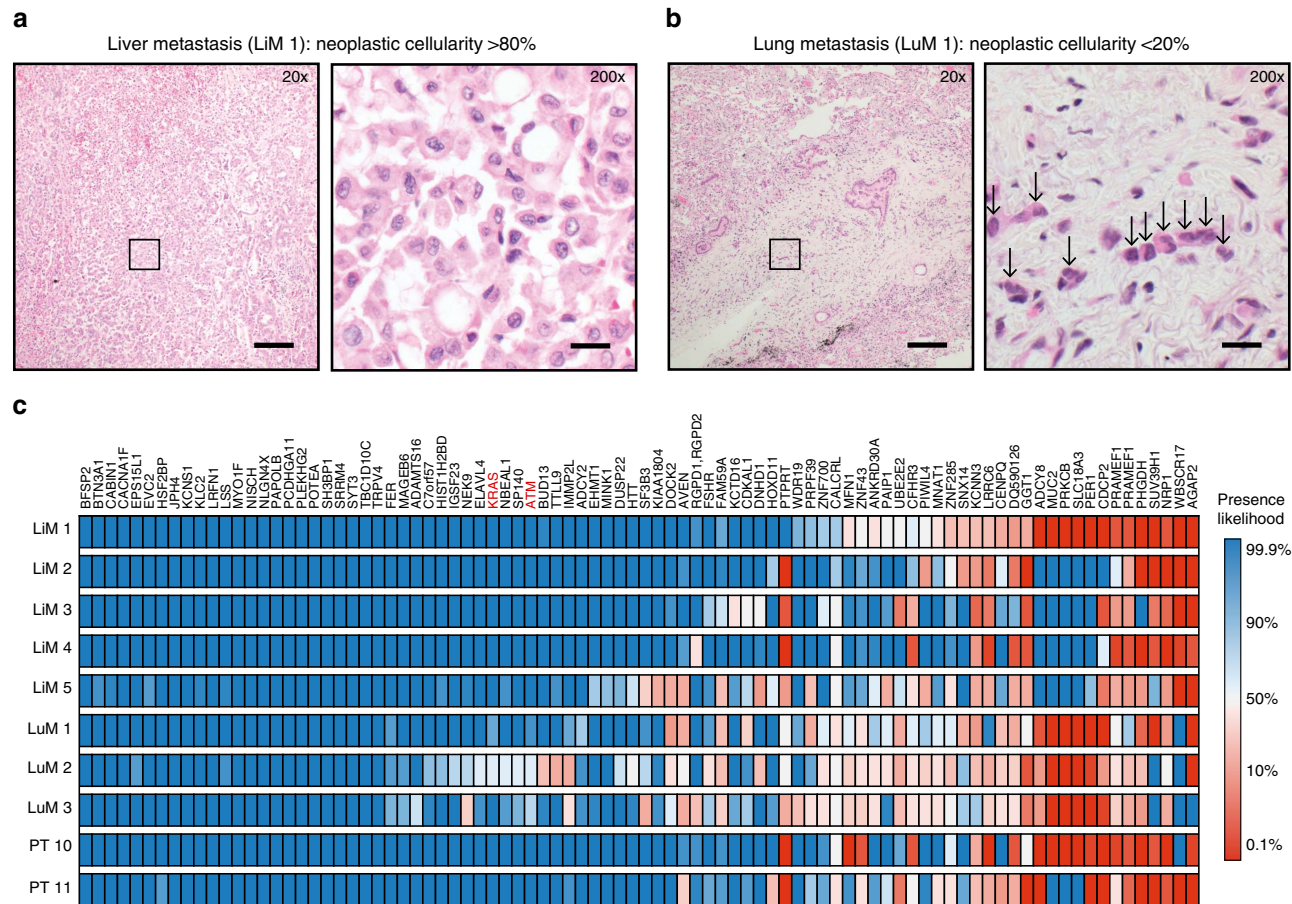 a
Liver metastasis (LiM 1): neoplastic cellularity >80%
20x
200x
b
Lung metastasis (LuM 1): neoplastic cellularity <20%
20x
200x
c
BFSP2
BTN3A1
CABIN1
CACNA1F
EPS15L1
EVC2
HSF2BP
JPH4
KCNS1
KLC2
LRFN1
LSS
MYO1F
NISCH
NLGN4X
PAPOLB
PCDHGA11
PLEKHG2
POTEA
SH3BP1
SRRM4
SYT3
TBC1D10C
TRPV4
FER
MAGEB6
ADAMTS16
C7orf57
HIST1H2BD
IGSF23
NEK9
ELAVL4
KRAS
NBEAL1
SP140
ATM
BUD13
TTLL9
IMMP2L
ADCY2
EHMT1
MINK1
DUSP22
HTT
SF3B3
KIAA1804
DOCK2
AVEN
RGPD1,RGPD2
FSHR
FAM59A
KCTD16
CDKAL1
DNHD1
HOXD11
PTPRT
WDR19
PRPF39
ZNF700
CALCRL
MFN1
ZNF43
ANKRD30A
PAIP1
UBE2E2
CFHR3
PIWIL4
MNAT1
ZNF285
SNX14
KCNN3
LRRC6
CENPQ
DQ590126
GGT1
ADCY8
MUC2
PRKCB
SLC18A3
PER1
CDCP2
PRAMEF1
PRAMEF1
PHGDH
SUV39H1
NRP1
WBSCR17
AGAP2
Presence
likelihood
99.9%
90%
50%
10%
0.1%
LiM 1
LiM 2
LiM 3
LiM 4
LiM 5
LuM 1
LuM 2
LuM 3
PT 10
PT 11